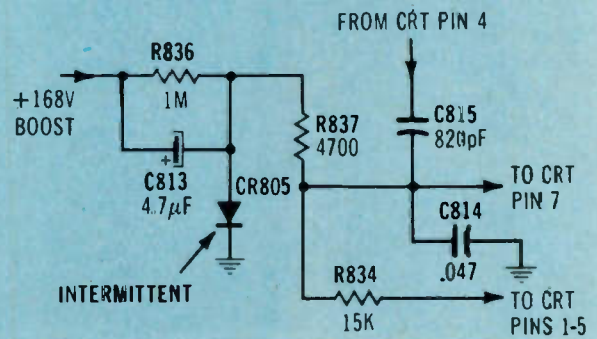 FROM CRT PIN 4
R836
+168V
BOOST
1M
C813
4.7μF
+
CR805
INTERMITTENT
R837
4700
C815
820pF
TO CRT
PIN 7
C814
.047
R834
15K
TO CRT
PINS 1-5